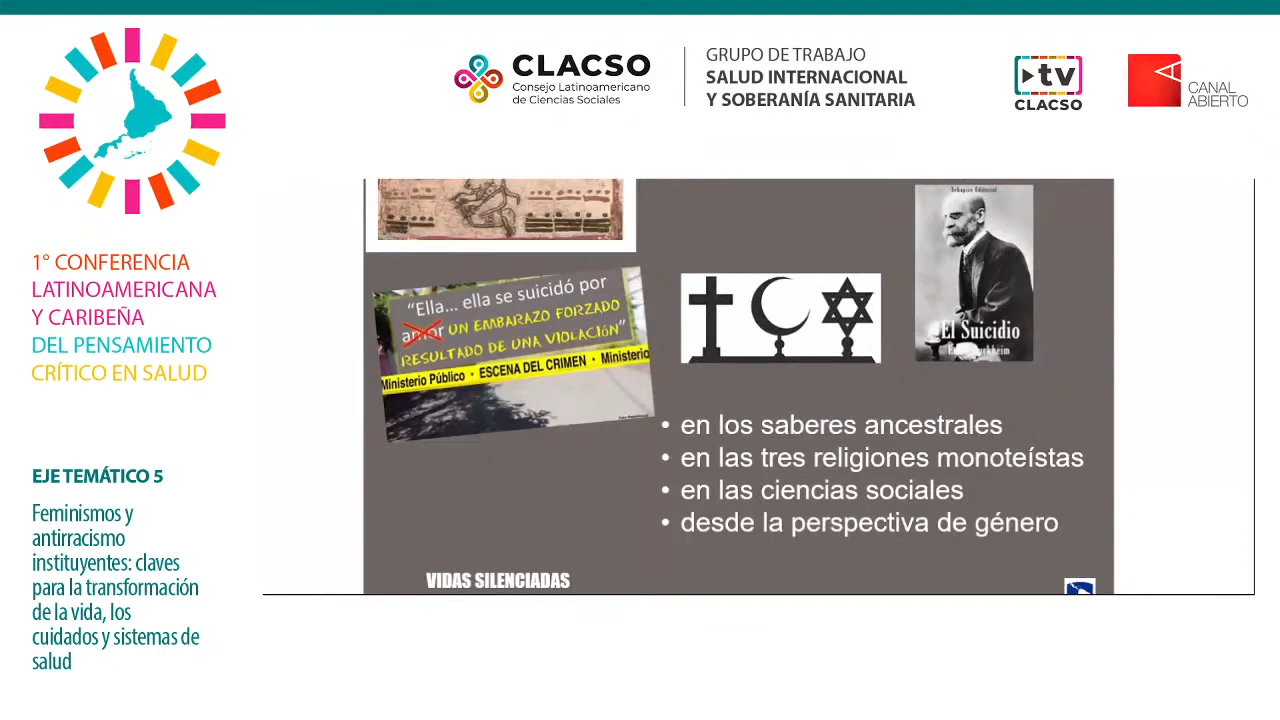 CLACSO
Consejo Latinoamericano
de Ciencias Sociales
GRUPO DE TRABAJO
SALUD INTERNACIONAL
Y SOBERANÍA SANITARIA
tv
CLACSO
CANAL
ABIERTO
1° CONFERENCIA
LATINOAMERICANA
Y CARIBEÑA
DEL PENSAMIENTO
CRÍTICO EN SALUD
EJE TEMÁTICO 5
Feminismos y
antirracismo
instituyentes: claves
para la transformación
de la vida, los
cuidados y sistemas de
salud
"Ella... ella se suicidó por
amor UN EMBARAZO FORZADO
RESULTADO DE UNA VIOLACIÓN"
Ministerio Público • ESCENA DEL CRIMEN • Ministerio
Schapire Editorial
El Suicidio
• en los saberes ancestrales
• en las tres religiones monoteístas
• en las ciencias sociales
• desde la perspectiva de género
VIDAS SILENCIADAS